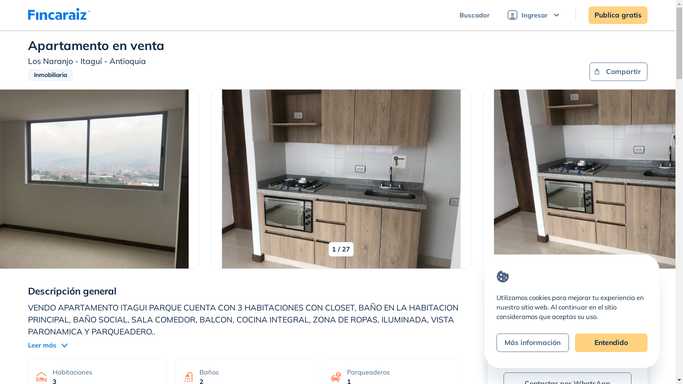 Fincaraiz
Buscador
Ingresar
Publica gratis
Apartamento en venta
Los Naranjo - Itaguí - Antioquia
Inmobiliaria
Compartir
1 / 27
Descripción general
VENDO APARTAMENTO ITAGUI PARQUE CUENTA CON 3 HABITACIONES CON CLOSET, BAÑO EN LA HABITACION
PRINCIPAL, BAÑO SOCIAL, SALA COMEDOR, BALCON, COCINA INTEGRAL, ZONA DE ROPAS, ILUMINADA, VISTA
PARONAMICA Y PARQUEADERO..
Leer más
Habitaciones
3
Baños
2
Parqueaderos
1
Utilizamos cookies para mejorar tu experiencia en
nuestro sitio web. Al continuar en el sitio
consideramos que aceptas su uso.
Más información
Entendido
Contactar por WhatsApp